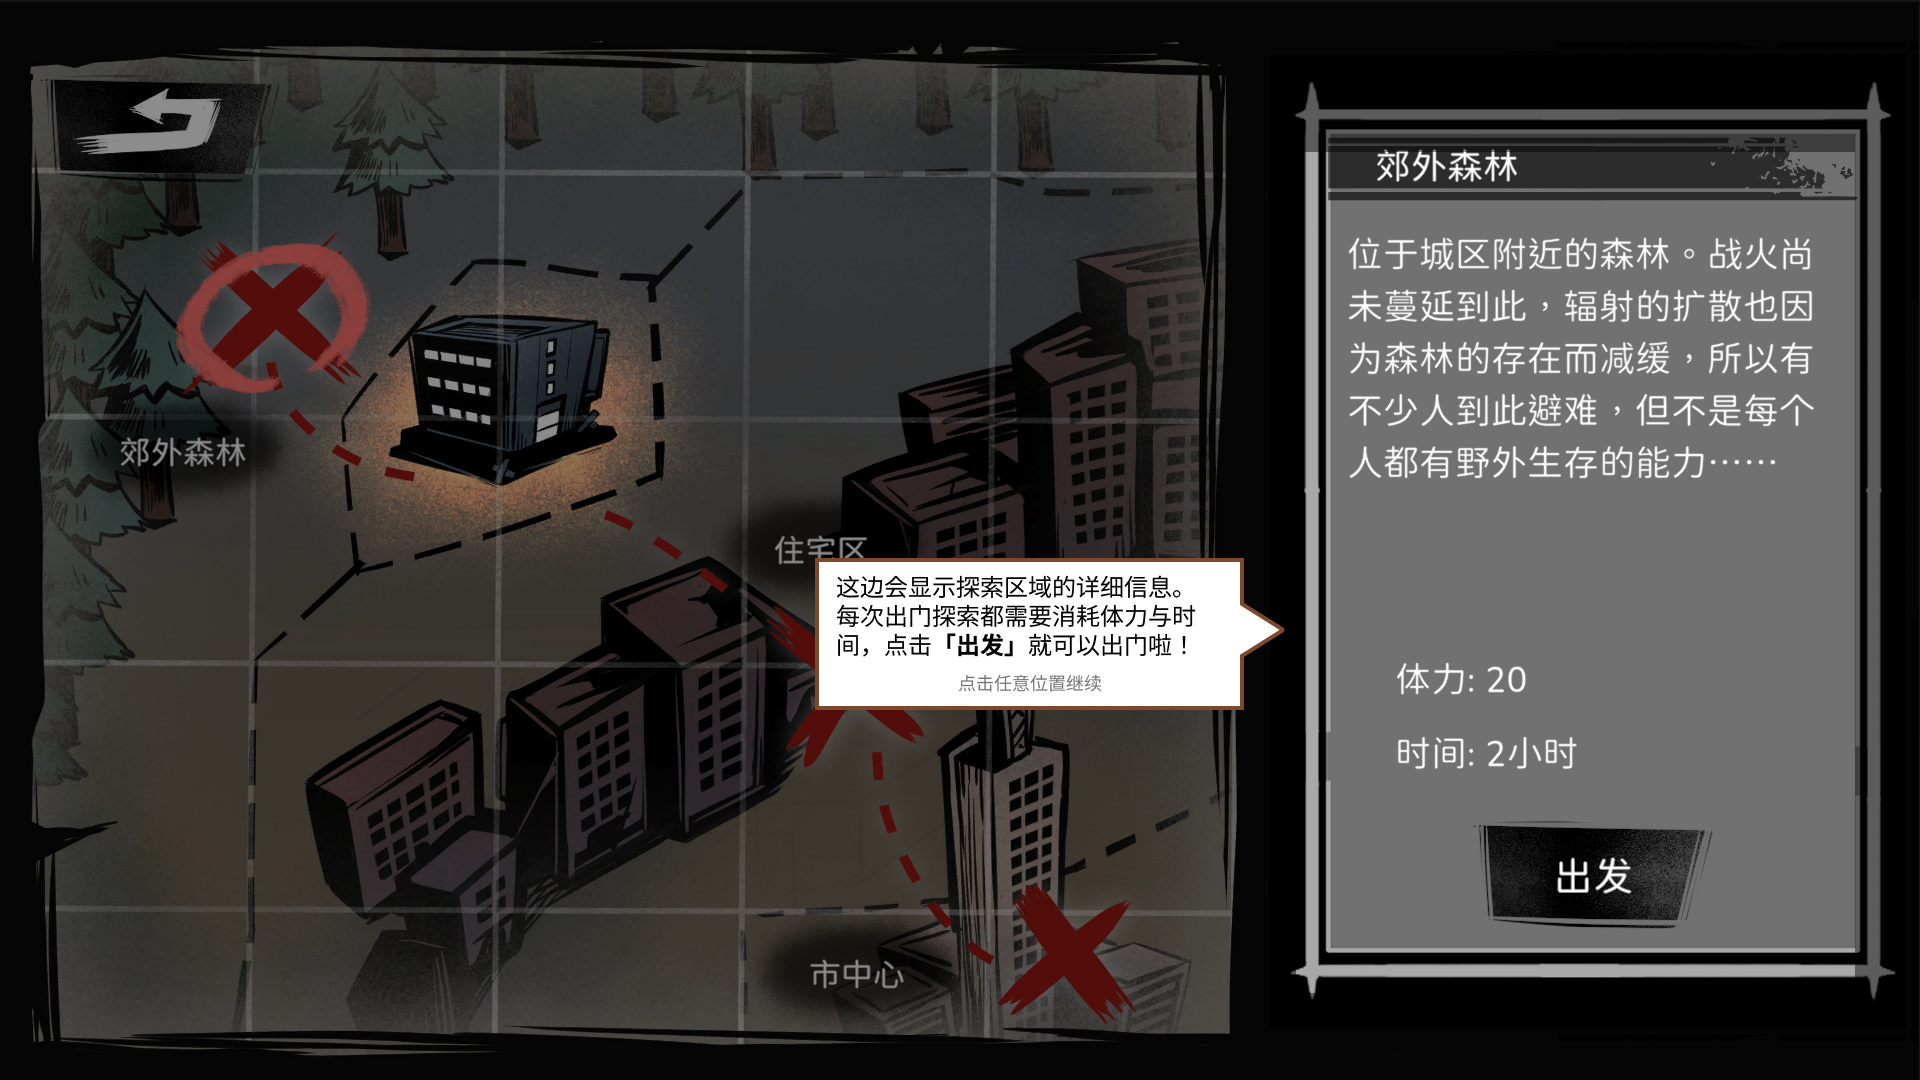 郊外森林
住宅区
市中心
这边会显示探索区域的详细信息。
每次出门探索都需要消耗体力与时
间，点击「出发」就可以出门啦！
点击任意位置继续
郊外森林
位于城区附近的森林。战火尚
未蔓延到此，辐射的扩散也因
为森林的存在而减缓，所以有
不少人到此避难，但不是每个
人都有野外生存的能力……
体力: 20
时间: 2小时
出发